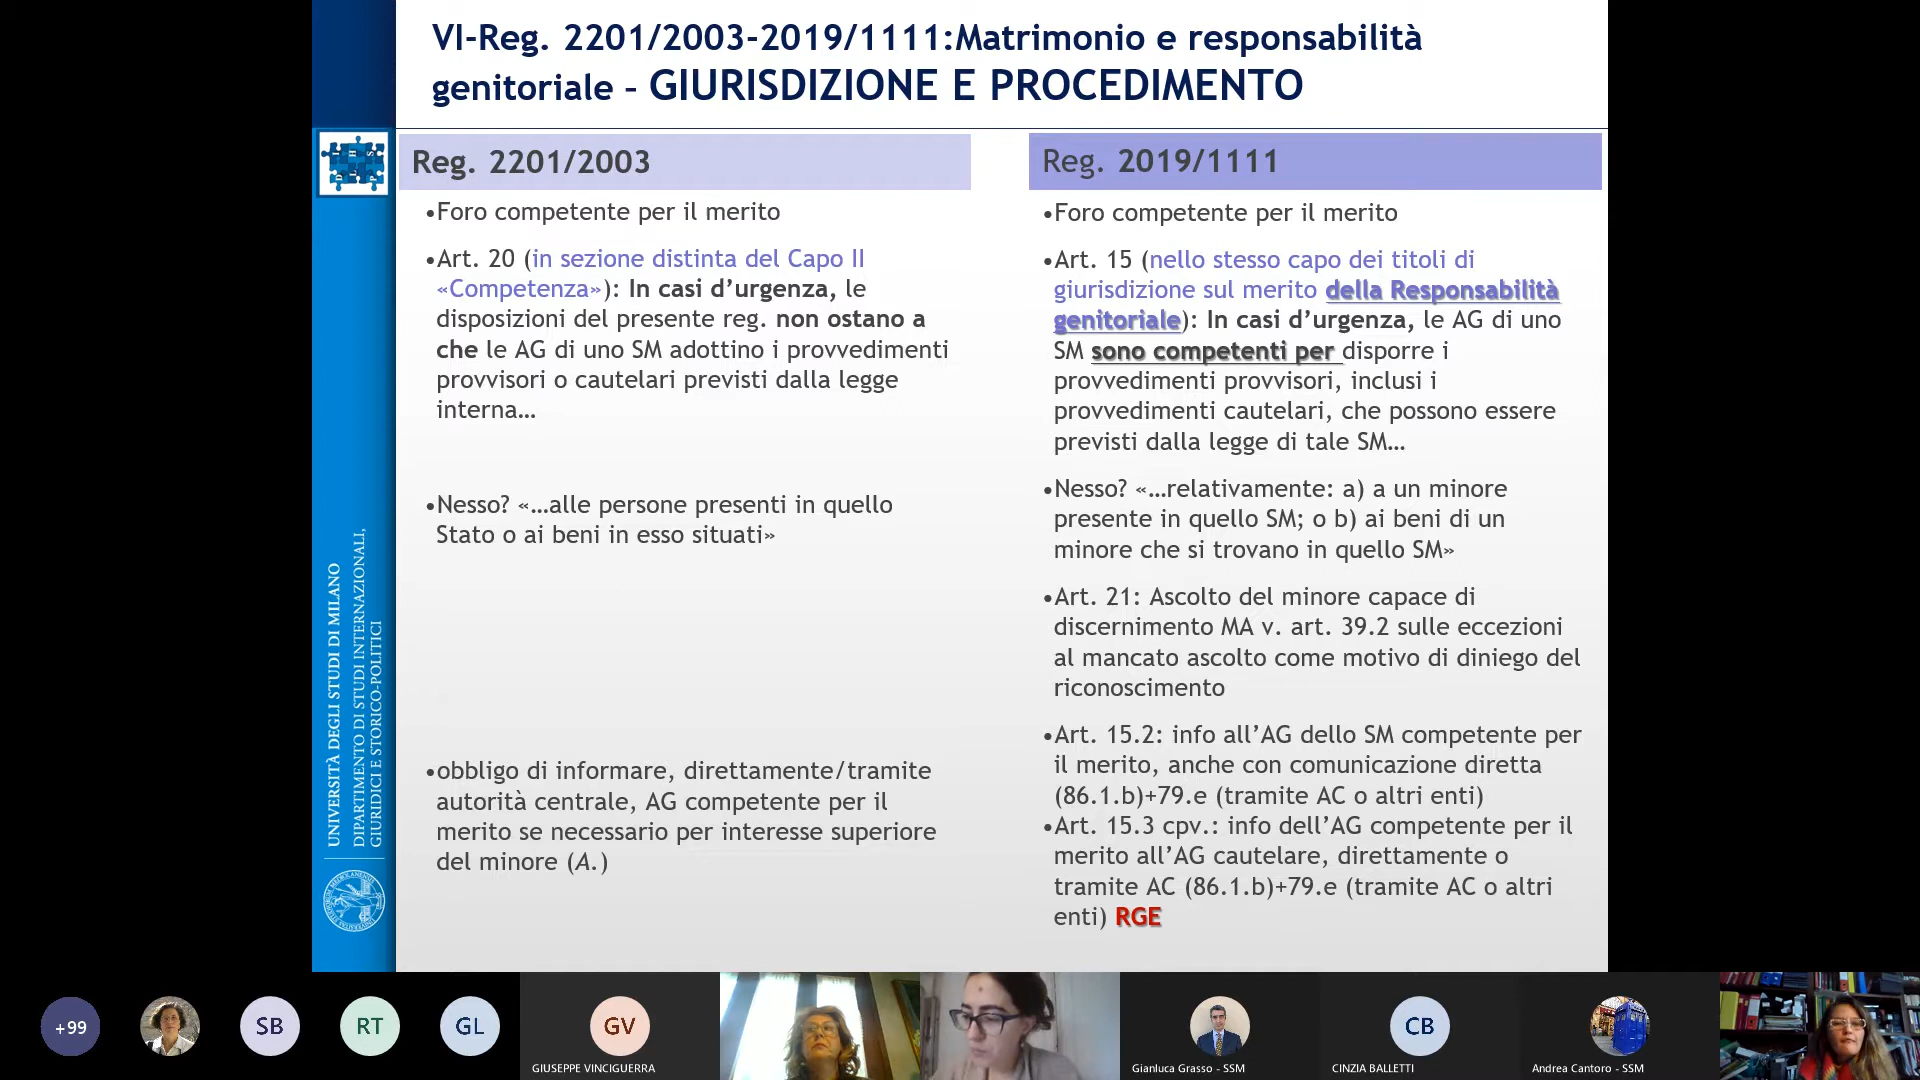 VI-Reg. 2201/2003-2019/1111:Matrimonio e responsabilità
genitoriale - GIURISDIZIONE E PROCEDIMENTO
Reg. 2201/2003
•Foro competente per il merito
•Art. 20 (in sezione distinta del Capo II
«Competenza»): In casi d’urgenza, le
disposizioni del presente reg. non ostano a
che le AG di uno SM adottino i provvedimenti
provvisori o cautelari previsti dalla legge
interna…
•Nesso? «…alle persone presenti in quello
Stato o ai beni in esso situati»
•obbligo di informare, direttamente/tramite
autorità centrale, AG competente per il
merito se necessario per interesse superiore
del minore (A.)
Reg. 2019/1111
•Foro competente per il merito
•Art. 15 (nello stesso capo dei titoli di
giurisdizione sul merito della Responsabilità
genitoriale): In casi d’urgenza, le AG di uno
SM sono competenti per disporre i
provvedimenti provvisori, inclusi i
provvedimenti cautelari, che possono essere
previsti dalla legge di tale SM…
•Nesso? «…relativamente: a) a un minore
presente in quello SM; o b) ai beni di un
minore che si trovano in quello SM»
•Art. 21: Ascolto del minore capace di
discernimento MA v. art. 39.2 sulle eccezioni
al mancato ascolto come motivo di diniego del
riconoscimento
•Art. 15.2: info all’AG dello SM competente per
il merito, anche con comunicazione diretta
(86.1.b)+79.e (tramite AC o altri enti)
•Art. 15.3 cpv.: info dell’AG competente per il
merito all’AG cautelare, direttamente o
tramite AC (86.1.b)+79.e (tramite AC o altri
enti) RGE
UNIVERSITÀ DEGLI STUDI DI MILANO
DIPARTIMENTO DI STUDI INTERNAZIONALI,
GIURIDICI E STORICO-POLITICI
+99
SB
RT
GL
GV
GIUSEPPE VINCIGUERRA
Gianluca Grasso - SSM
CB
CINZIA BALLETTI
Andrea Cantoro - SSM